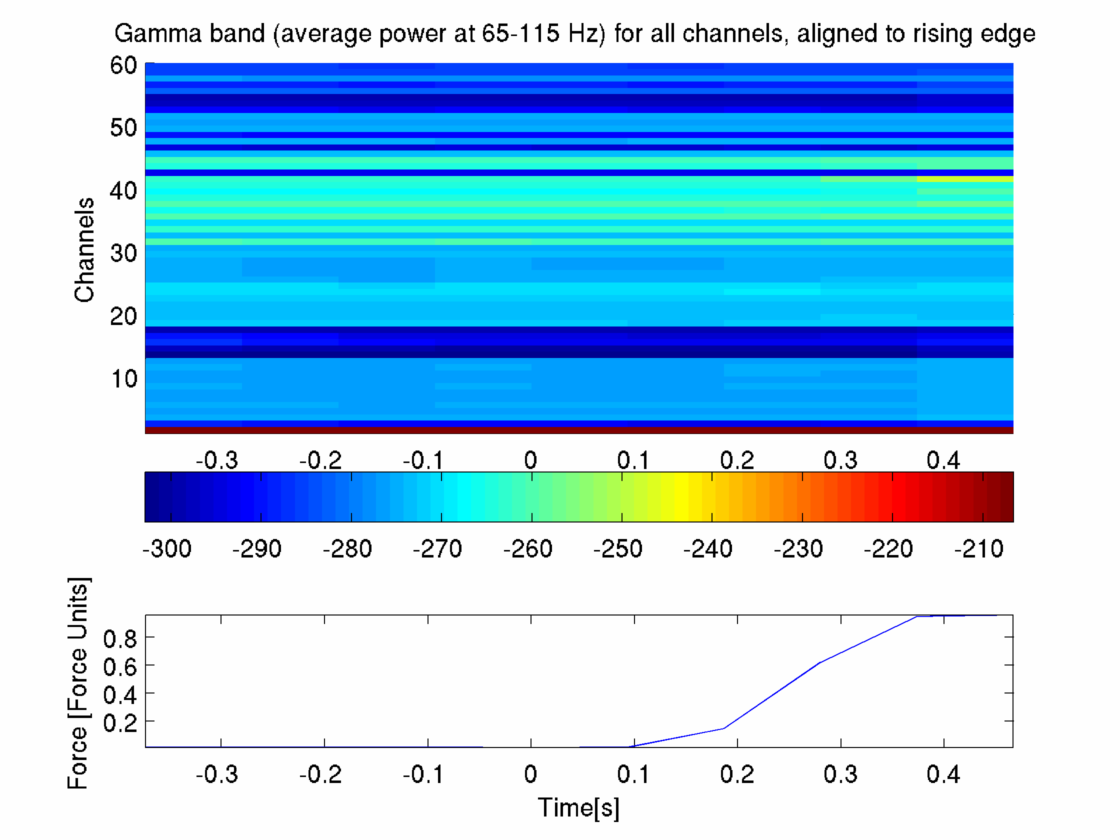 Gamma band (average power at 65-115 Hz) for all channels, aligned to rising edge
60
50
40
30
20
10
Channels
-0.3 -0.2 -0.1 0 0.1 0.2 0.3 0.4
-300 -290 -280 -270 -260 -250 -240 -230 -220 -210
Force [Force Units]
0.8
0.6
0.4
0.2
-0.3 -0.2 -0.1 0 0.1 0.2 0.3 0.4
Time[s]